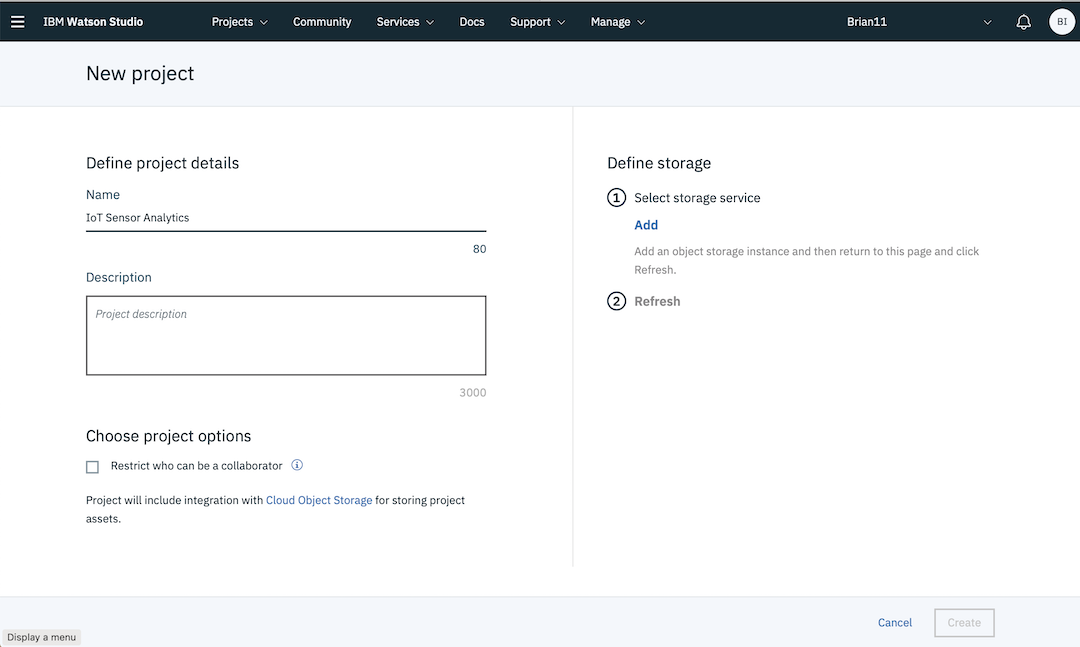 IBM Watson Studio
Projects
Community
Services
Docs
Support
Manage
Brian11
BI
New project
Define project details
Name
IoT Sensor Analytics
80
Description
Project description
3000
Choose project options
Restrict who can be a collaborator
Project will include integration with Cloud Object Storage for storing project
assets.
Define storage
1 Select storage service
Add
Add an object storage instance and then return to this page and click
Refresh.
2 Refresh
Cancel
Create
Display a menu